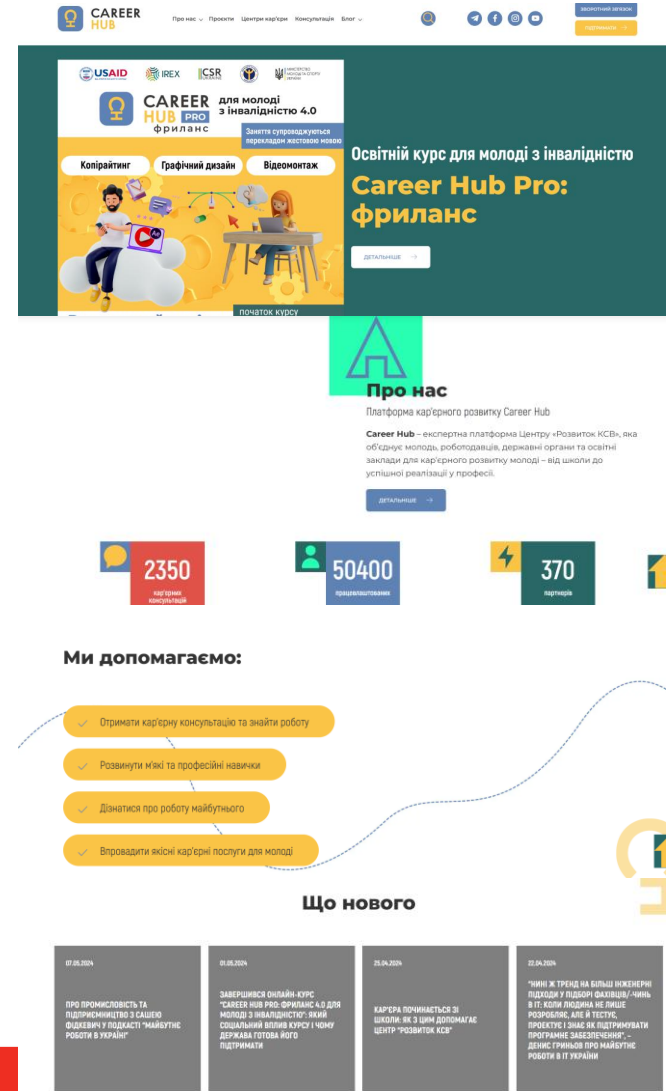 CAREER
HUB
Про нас
Проєкти
Центри кар'єри
Консультація
Блог
ЗВОРОТНИЙ ЗВ'ЯЗОК
ПІДТРИМАТИ →
USAID
IREX
CSR
UKRAINE
МІНІСТЕРСТВО
МОЛОДІ ТА СПОРТУ
УКРАЇНИ
CAREER
HUB PRO
фриланс
для молоді
з інвалідністю 4.0
Заняття супроводжуються
перекладом жестовою мовою
Копірайтинг
Графічний дизайн
Відеомонтаж
Ae
початок курсу
Освітній курс для молоді з інвалідністю
Career Hub Pro:
фриланс
ДЕТАЛЬНІШЕ →
Про нас
Платформа кар'єрного розвитку Career Hub
Career Hub – експертна платформа Центру «Розвиток КСВ», яка
об'єднує молодь, роботодавців, державні органи та освітні
заклади для кар'єрного розвитку молоді – від школи до
успішної реалізації у професії.
ДЕТАЛЬНІШЕ →
2350
кар'єрних
консультацій
50400
працевлаштованих
370
партнерів
Ми допомагаємо:
Отримати кар'єрну консультацію та знайти роботу
Розвинути м'які та професійні навички
Дізнатися про роботу майбутнього
Впровадити якісні кар'єрні послуги для молоді
Що нового
07.05.2024
ПРО ПРОМИСЛОВІСТЬ ТА
ПІДПРИЄМНИЦТВО З САШЕЮ
ФІДКЕВИЧ У ПОДКАСТІ "МАЙБУТНЄ
РОБОТИ В УКРАЇНІ"
01.05.2024
ЗАВЕРШИВСЯ ОНЛАЙН-КУРС
"CAREER HUB PRO: ФРИЛАНС 4.0 ДЛЯ
МОЛОДІ З ІНВАЛІДНІСТЮ": ЯКИЙ
СОЦІАЛЬНИЙ ВПЛИВ КУРСУ І ЧОМУ
ДЕРЖАВА ГОТОВА ЙОГО
ПІДТРИМАТИ
25.04.2024
КАР'ЄРА ПОЧИНАЄТЬСЯ ЗІ
ШКОЛИ: ЯК З ЦИМ ДОПОМАГАЄ
ЦЕНТР "РОЗВИТОК КСВ"
22.04.2024
"НИНІ Ж ТРЕНД НА БІЛЬШ ІНЖЕНЕРНІ
ПІДХОДИ У ПІДБОРІ ФАХІВЦІВ/-ЧИНЬ
В ІТ: КОЛИ ЛЮДИНА НЕ ЛИШЕ
РОЗРОБЛЯЄ, АЛЕ Й ТЕСТУЄ,
ПРОЕКТУЄ І ЗНАЄ ЯК ПІДТРИМУВАТИ
ПРОГРАМНЕ ЗАБЕЗПЕЧЕННЯ", –
ДЕНИС ГРИНЬОВ ПРО МАЙБУТНЄ
РОБОТИ В ІТ УКРАЇНИ